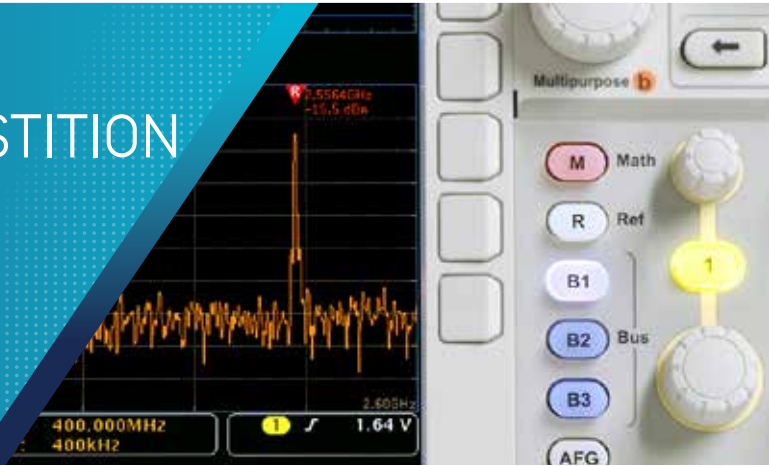 STITION
R
2.5564GHz
-15.5 dBm
2.60GHz
400.000MHz
400kHz
1
1.64 V
Multipurpose b
M Math
R Ref
1
B1
B2 Bus
B3
AFG